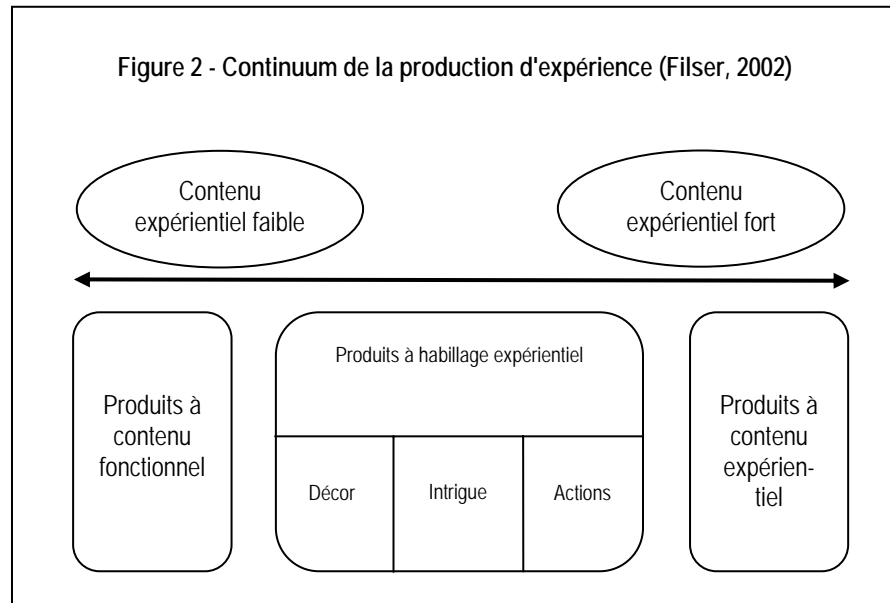 Figure 2 - Continuum de la production d'expérience (Filser, 2002)
Contenu
expérientiel faible
Contenu
expérientiel fort
Produits à
contenu
fonctionnel
Produits à habillage expérientiel
Décor
Intrigue
Actions
Produits à
contenu
expérien-
tiel